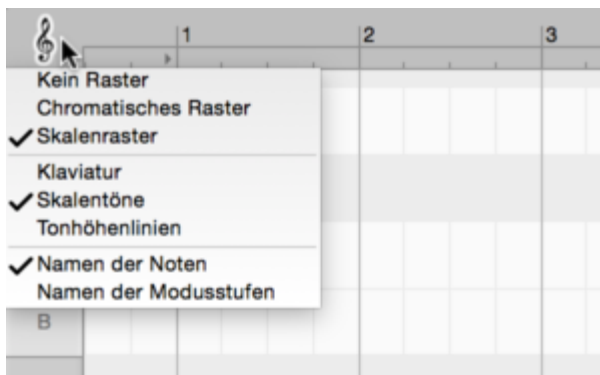 1 2 3
Kein Raster
Chromatisches Raster
Skalenraster
Klaviatur
Skalentöne
Tonhöhenlinien
Namen der Noten
Namen der Modusstufen
B